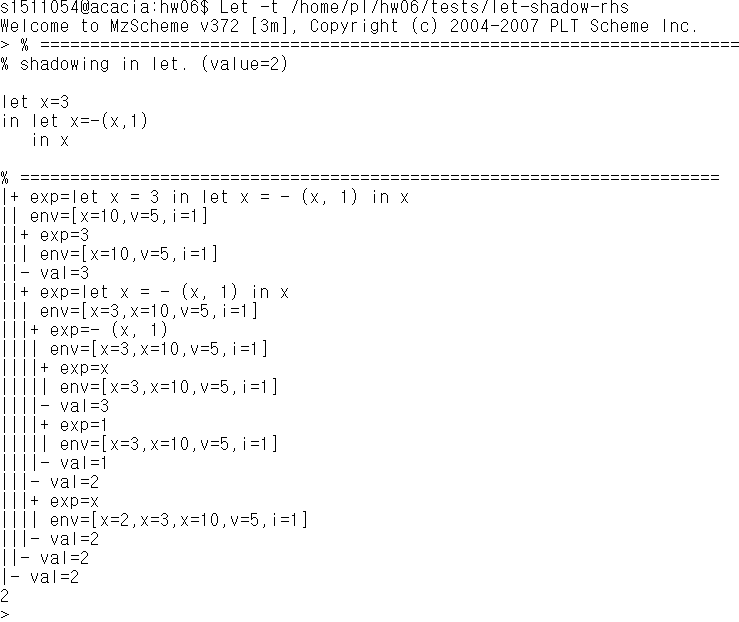 s1511054@acacia:hw06$ Let -t /home/pl/hw06/tests/let-shadow-rhs
Welcome to MzScheme v372 [3m], Copyright (c) 2004-2007 PLT Scheme Inc.
> % ======================================================================
% shadowing in let. (value=2)

let x=3
in let x=-(x,1)
   in x

% ======================================================================
|+ exp=let x = 3 in let x = - (x, 1) in x
|| env=[x=10,v=5,i=1]
||+ exp=3
||| env=[x=10,v=5,i=1]
||- val=3
||+ exp=let x = - (x, 1) in x
||| env=[x=3,x=10,v=5,i=1]
|||+ exp=- (x, 1)
|||| env=[x=3,x=10,v=5,i=1]
||||+ exp=x
||||| env=[x=3,x=10,v=5,i=1]
||||- val=3
||||+ exp=1
||||| env=[x=3,x=10,v=5,i=1]
||||- val=1
|||- val=2
|||+ exp=x
|||| env=[x=2,x=3,x=10,v=5,i=1]
|||- val=2
||- val=2
|- val=2
2
>